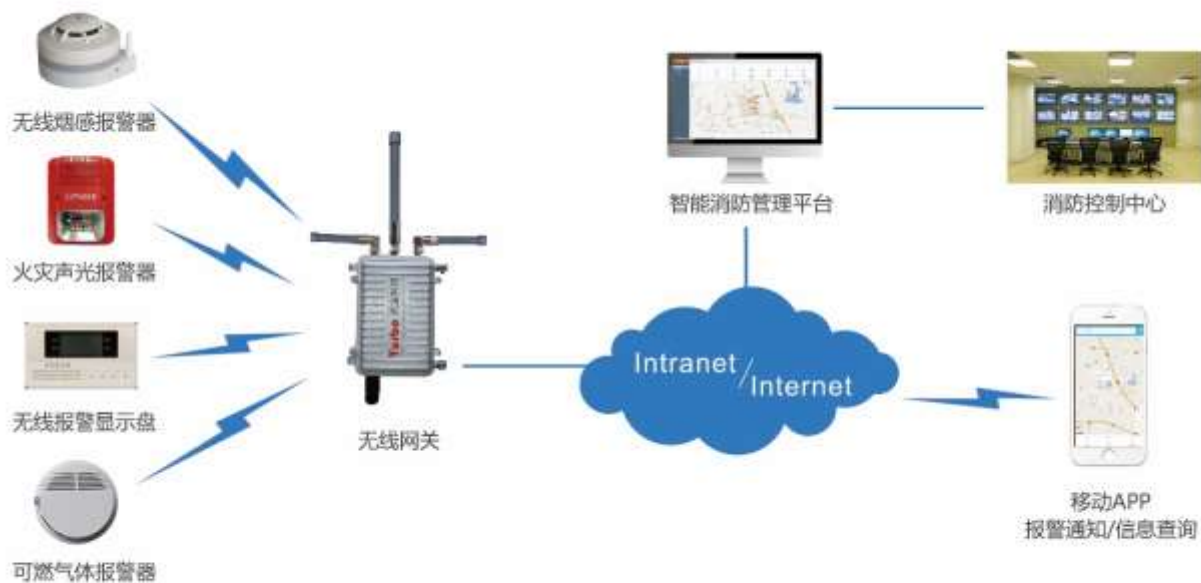 无线烟感报警器
火灾声光报警器
无线报警显示盘
可燃气体报警器
Yarbo
无线网关
Intranet/Internet
智能消防管理平台
消防控制中心
移动APP
报警通知/信息查询